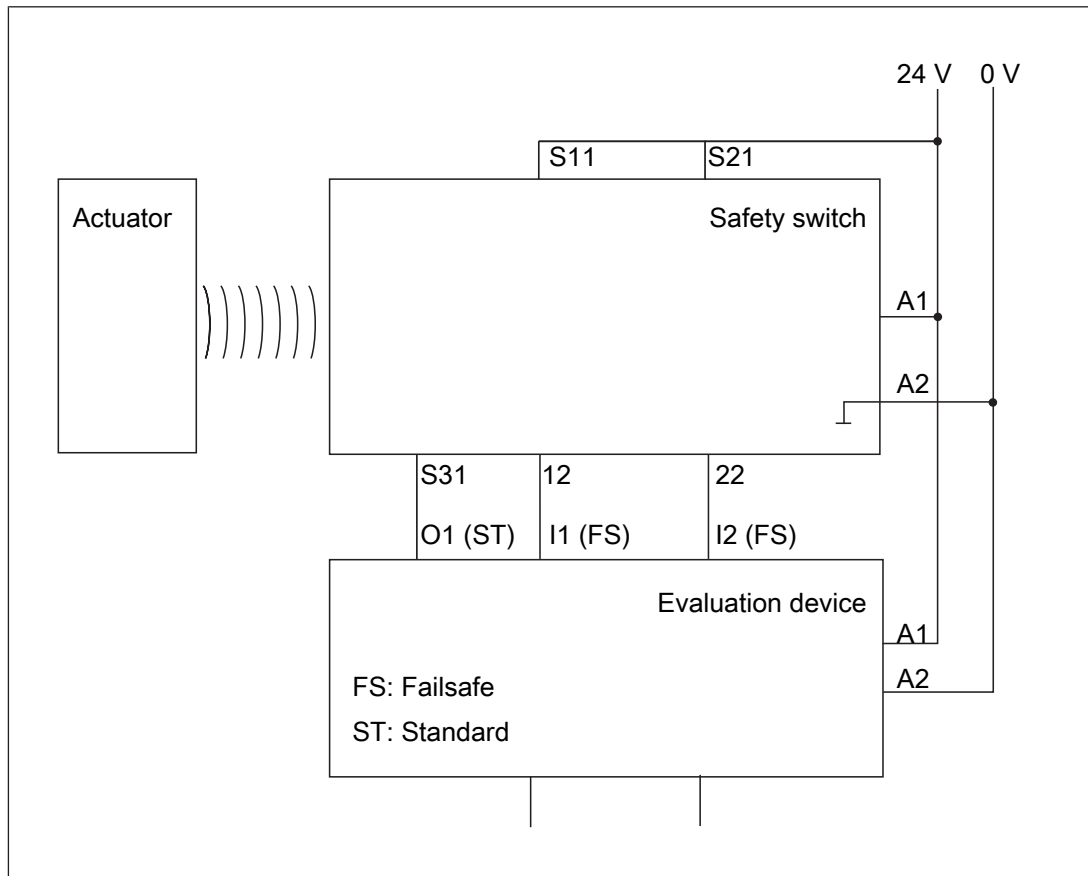 24 V 0 V
S11 S21
Actuator
Safety switch
A1
A2
S31 12 22
O1 (ST) I1 (FS) I2 (FS)
Evaluation device
A1
A2
FS: Failsafe
ST: Standard